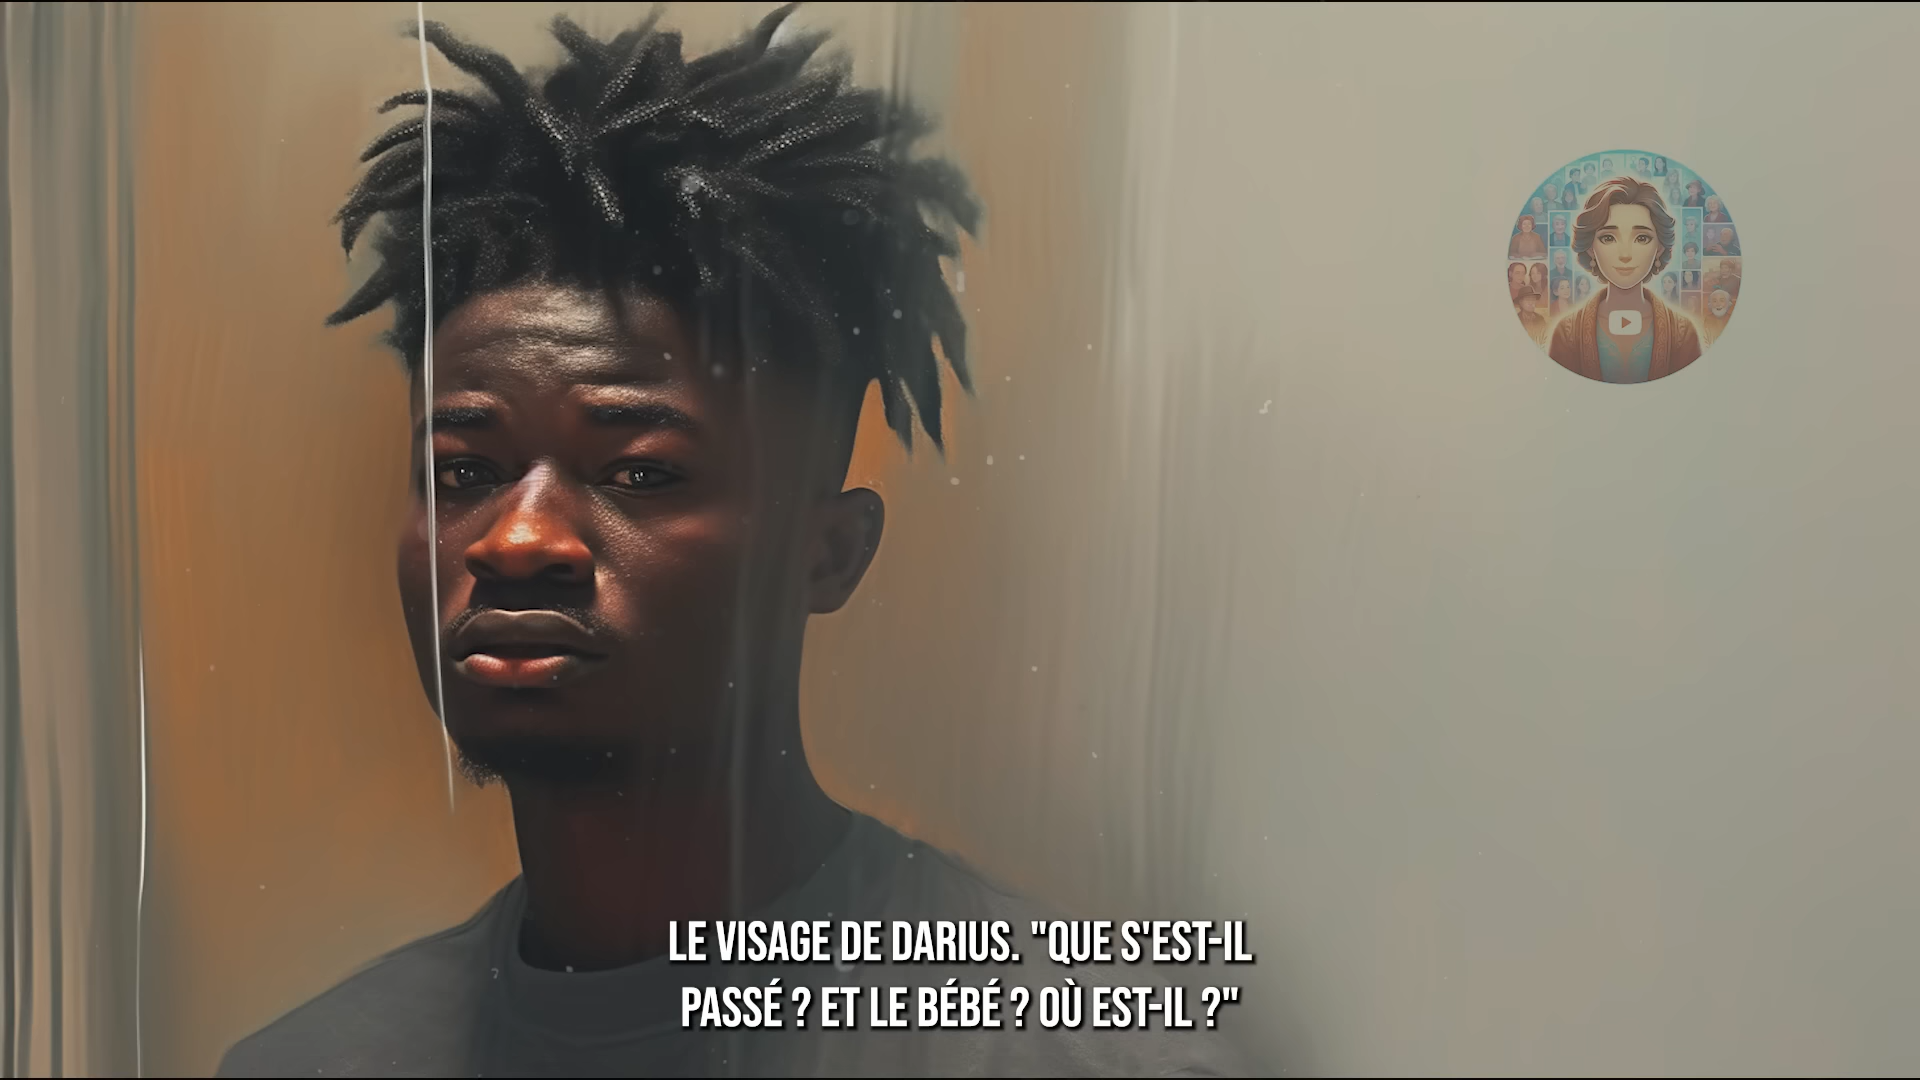 LE VISAGE DE DARIUS. "QUE S'EST-IL
PASSÉ ? ET LE BÉBÉ ? OÙ EST-IL ?"